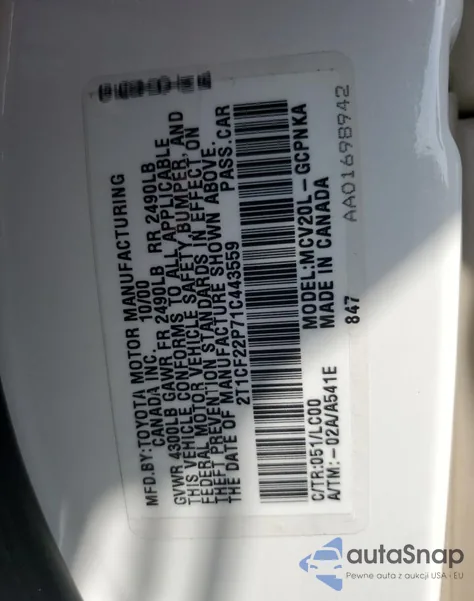 MFD.BY:TOYOTA MOTOR MANUFACTURING
CANADA INC. 10/00
GVWR 4300LB GAWR FR 2490LB RR 2490LB
THIS VEHICLE CONFORMS TO ALL APPLICABLE
FEDERAL MOTOR VEHICLE SAFETY, BUMPER, AND
THEFT PREVENTION STANDARDS IN EFFECT ON
THE DATE OF MANUFACTURE SHOWN ABOVE.
2T1CF22P71C443559 PASS.CAR
C/TR:051/LC00 MODEL:MCV20L-GCPNKA
A/TM:-02A/A541E MADE IN CANADA
847
AA01698942
autoSnap
Pewne auta z aukcji USA - EU